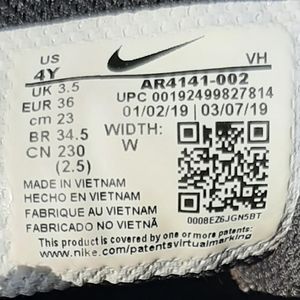 US
4Y
VH
UK 3.5
AR4141-002
EUR 36
UPC 00192499827814
cm 23
01/02/19 03/07/19
BR 34.5
WIDTH:
CN 230
W
(2.5)
MADE IN VIETNAM
HECHO EN VIETNAM
FABRIQUE AU VIETNAM
FABRICADO NO VIETNÃ
0008EZ6JGN5BT
This product is covered by one or more patents:
www.nike.com/patentsvirtualmarking